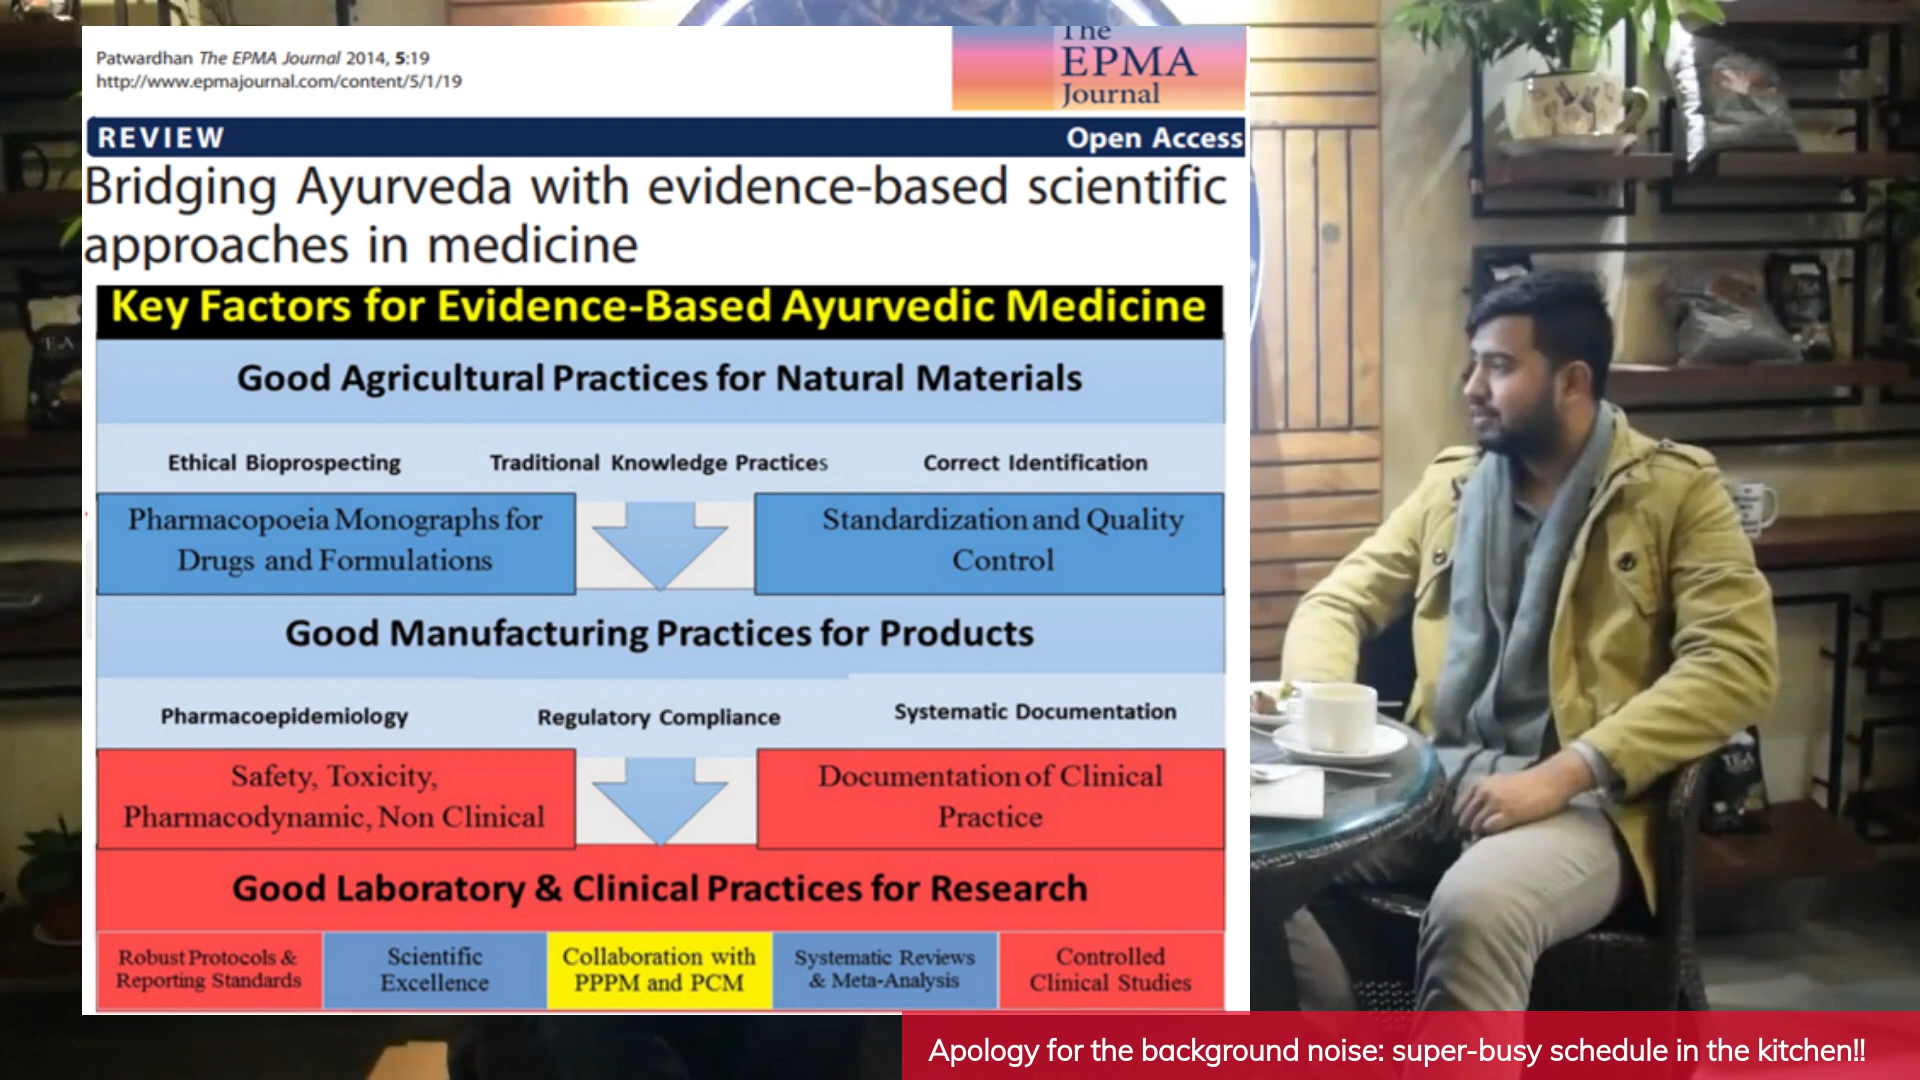 Patwardhan The EPMA Journal 2014, 5:19
http://www.epmajournal.com/content/5/1/19
The
EPMA
Journal
REVIEW
Open Access
Bridging Ayurveda with evidence-based scientific
approaches in medicine
Key Factors for Evidence-Based Ayurvedic Medicine
Good Agricultural Practices for Natural Materials
Ethical Bioprospecting
Traditional Knowledge Practices
Correct Identification
Pharmacopoeia Monographs for
Drugs and Formulations
Standardization and Quality
Control
Good Manufacturing Practices for Products
Pharmacoepidemiology
Regulatory Compliance
Systematic Documentation
Safety, Toxicity,
Pharmacodynamic, Non Clinical
Documentation of Clinical
Practice
Good Laboratory & Clinical Practices for Research
Robust Protocols &
Reporting Standards
Scientific
Excellence
Collaboration with
PPPM and PCM
Systematic Reviews
& Meta-Analysis
Controlled
Clinical Studies
TEA
Apology for the background noise: super-busy schedule in the kitchen!!